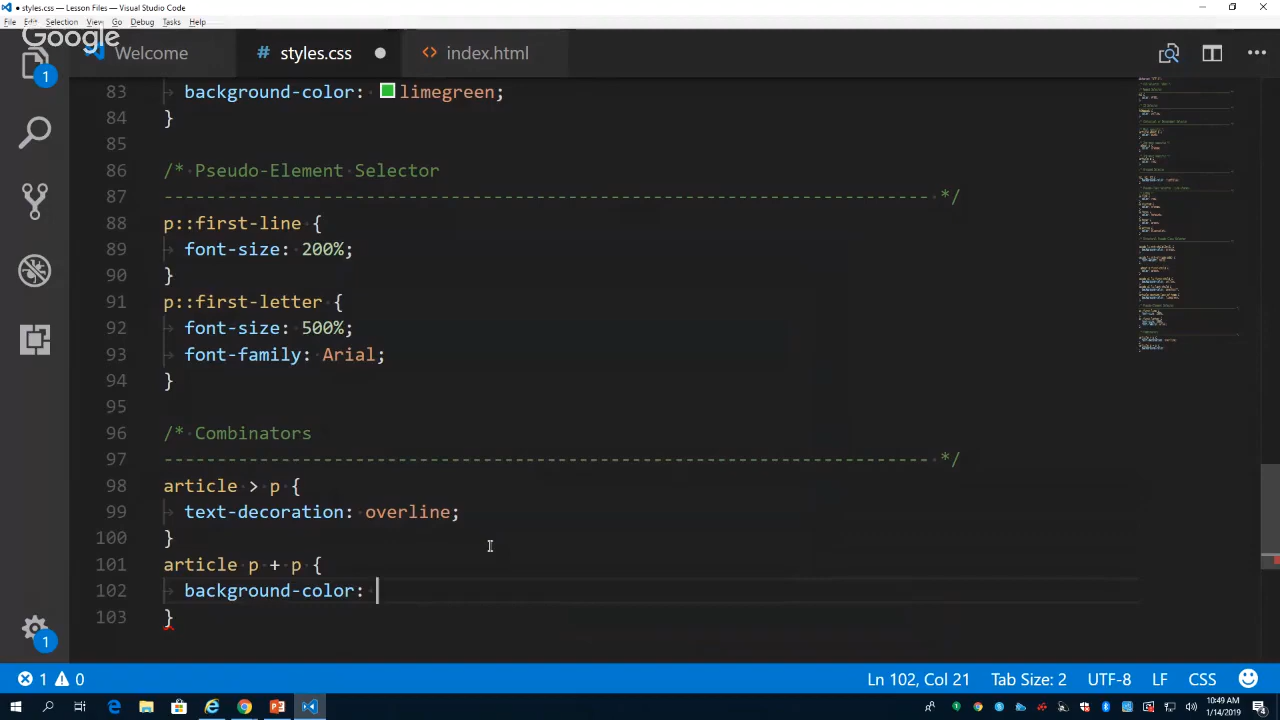 ● styles.css — Lesson Files — Visual Studio Code
File Edit Selection View Go Debug Tasks Help
Google
Welcome # styles.css ● <> index.html
83 background-color: limegreen;
84 }
85
86 /* Pseudo-Element Selector
87 ------------------------------------------------------------------------ */
88 p::first-line {
89 font-size: 200%;
90 }
91 p::first-letter {
92 font-size: 500%;
93 font-family: Arial;
94 }
95
96 /* Combinators
97 ------------------------------------------------------------------------ */
98 article > p {
99 text-decoration: overline;
100 }
101 article p + p {
102 background-color:
103 }
1
1
1 0 Ln 102, Col 21 Tab Size: 2 UTF-8 LF CSS
10:49 AM
1/14/2019